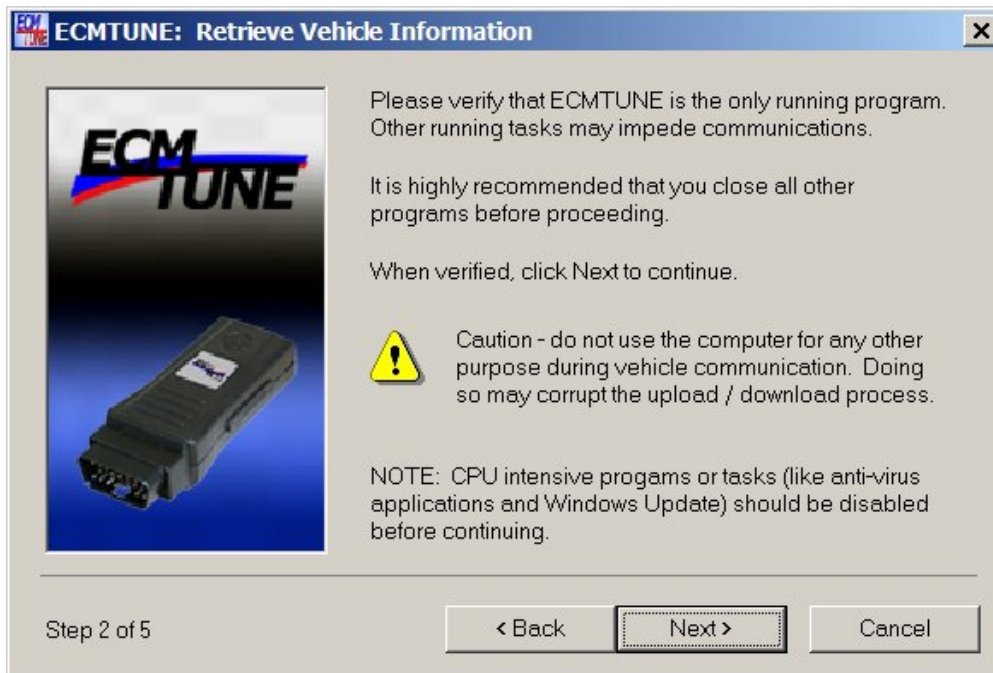 ECMTUNE: Retrieve Vehicle Information
ECM
TUNE
Please verify that ECMTUNE is the only running program.
Other running tasks may impede communications.
It is highly recommended that you close all other
programs before proceeding.
When verified, click Next to continue.
Caution - do not use the computer for any other
purpose during vehicle communication. Doing
so may corrupt the upload / download process.
NOTE: CPU intensive progams or tasks (like anti-virus
applications and Windows Update) should be disabled
before continuing.
Step 2 of 5
< Back
Next >
Cancel